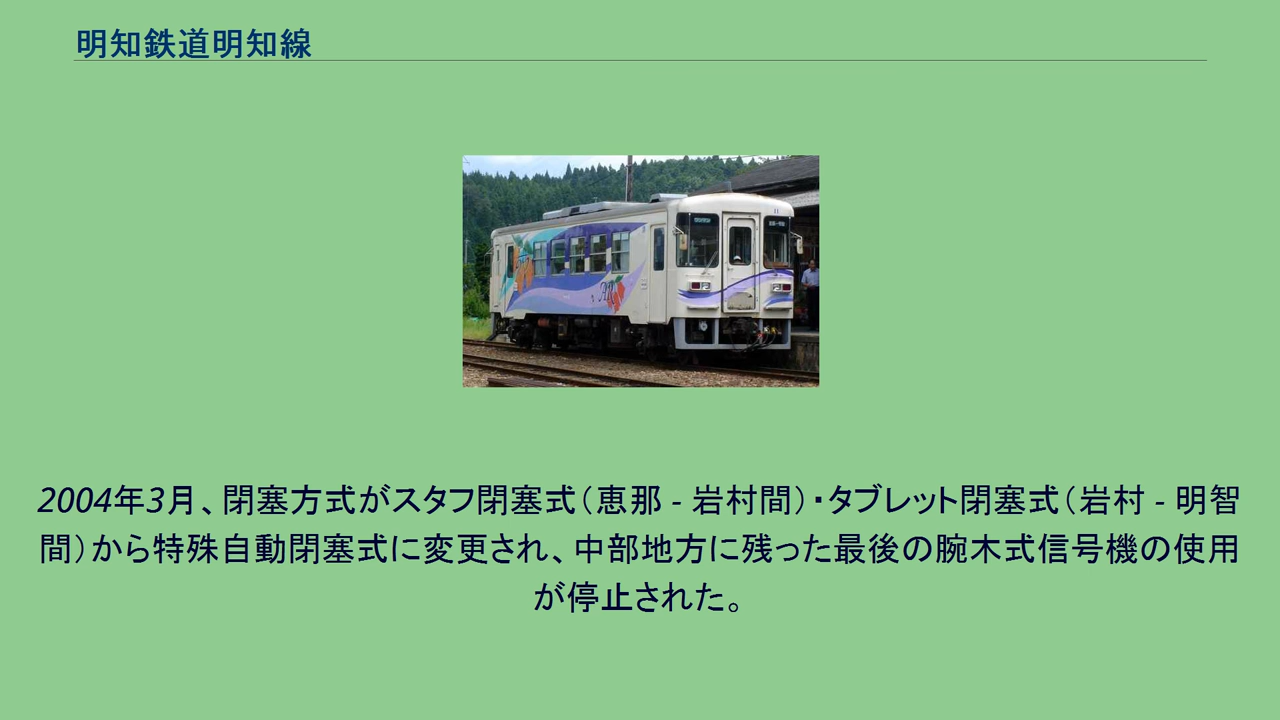 明知鉄道明知線
2004年3月、閉塞方式がスタフ閉塞式（恵那 - 岩村間）・タブレット閉塞式（岩村 - 明智
間）から特殊自動閉塞式に変更され、中部地方に残った最後の腕木式信号機の使用
が停止された。